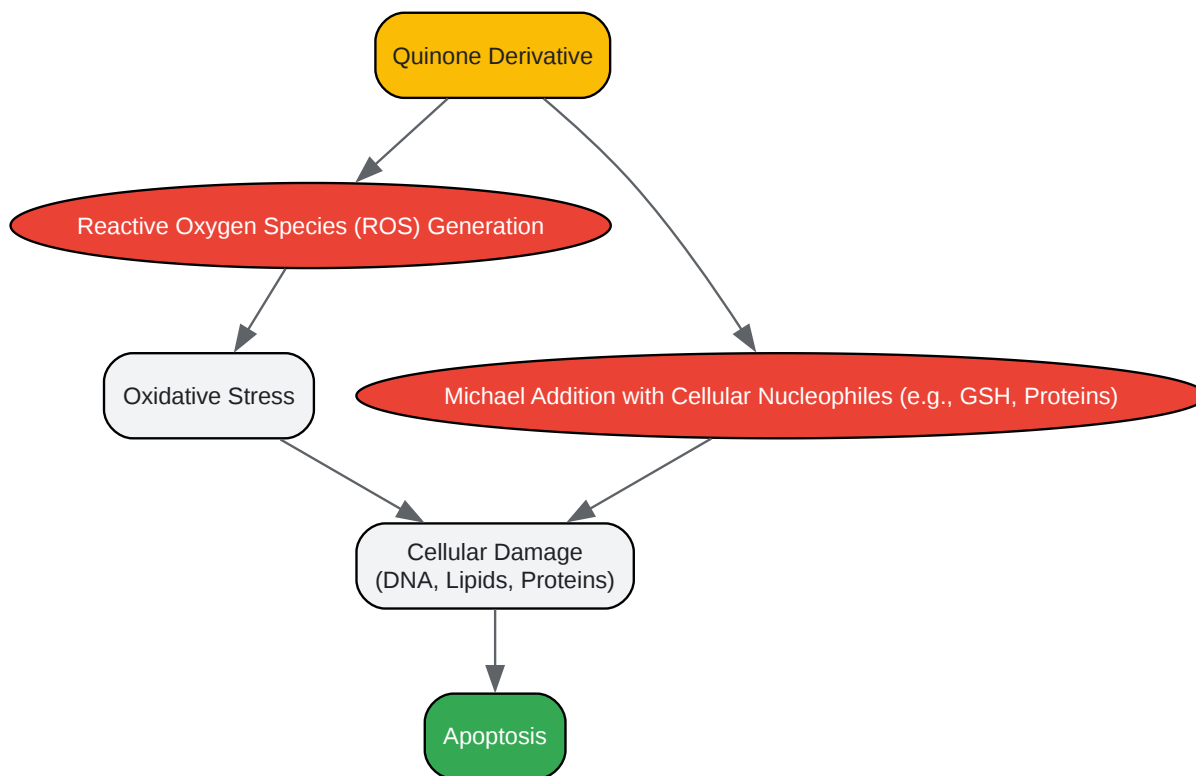 Quinone Derivative
Reactive Oxygen Species (ROS) Generation
Oxidative Stress
Michael Addition with Cellular Nucleophiles (e.g., GSH, Proteins)
Cellular Damage
(DNA, Lipids, Proteins)
Apoptosis